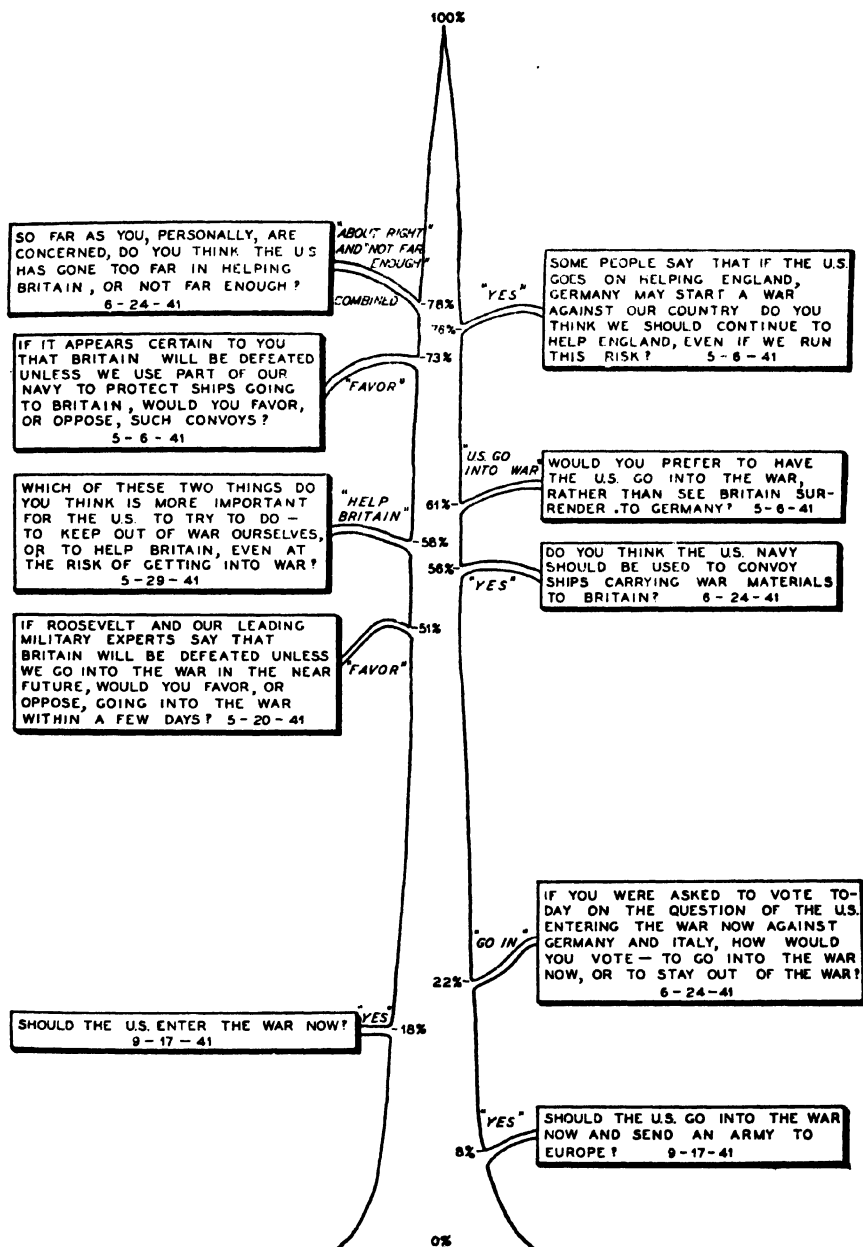 100%
SO FAR AS YOU, PERSONALLY, ARE
CONCERNED, DO YOU THINK THE U S
HAS GONE TOO FAR IN HELPING
BRITAIN, OR NOT FAR ENOUGH?
6-24-41
"ABOUT RIGHT"
AND "NOT FAR
ENOUGH"
COMBINED
78%
"YES"
76%
SOME PEOPLE SAY THAT IF THE U.S.
GOES ON HELPING ENGLAND,
GERMANY MAY START A WAR
AGAINST OUR COUNTRY DO YOU
THINK WE SHOULD CONTINUE TO
HELP ENGLAND, EVEN IF WE RUN
THIS RISK? 5-6-41
IF IT APPEARS CERTAIN TO YOU
THAT BRITAIN WILL BE DEFEATED
UNLESS WE USE PART OF OUR
NAVY TO PROTECT SHIPS GOING
TO BRITAIN, WOULD YOU FAVOR,
OR OPPOSE, SUCH CONVOYS?
5-6-41
"FAVOR"
73%
"U.S. GO
INTO WAR"
61%
WOULD YOU PREFER TO HAVE
THE U.S. GO INTO THE WAR,
RATHER THAN SEE BRITAIN SUR-
RENDER TO GERMANY? 5-6-41
WHICH OF THESE TWO THINGS DO
YOU THINK IS MORE IMPORTANT
FOR THE U.S. TO TRY TO DO —
TO KEEP OUT OF WAR OURSELVES,
OR TO HELP BRITAIN, EVEN AT
THE RISK OF GETTING INTO WAR?
5-29-41
"HELP
BRITAIN"
58%
56%
"YES"
DO YOU THINK THE U.S. NAVY
SHOULD BE USED TO CONVOY
SHIPS CARRYING WAR MATERIALS
TO BRITAIN? 6-24-41
IF ROOSEVELT AND OUR LEADING
MILITARY EXPERTS SAY THAT
BRITAIN WILL BE DEFEATED UNLESS
WE GO INTO THE WAR IN THE NEAR
FUTURE, WOULD YOU FAVOR, OR
OPPOSE, GOING INTO THE WAR
WITHIN A FEW DAYS? 5-20-41
"FAVOR"
51%
"GO IN"
22%
IF YOU WERE ASKED TO VOTE TO-
DAY ON THE QUESTION OF THE U.S.
ENTERING THE WAR NOW AGAINST
GERMANY AND ITALY, HOW WOULD
YOU VOTE — TO GO INTO THE WAR
NOW, OR TO STAY OUT OF THE WAR?
6-24-41
SHOULD THE U.S. ENTER THE WAR NOW?
9-17-41
"YES"
18%
"YES"
8%
SHOULD THE U.S. GO INTO THE WAR
NOW AND SEND AN ARMY TO
EUROPE? 9-17-41
0%